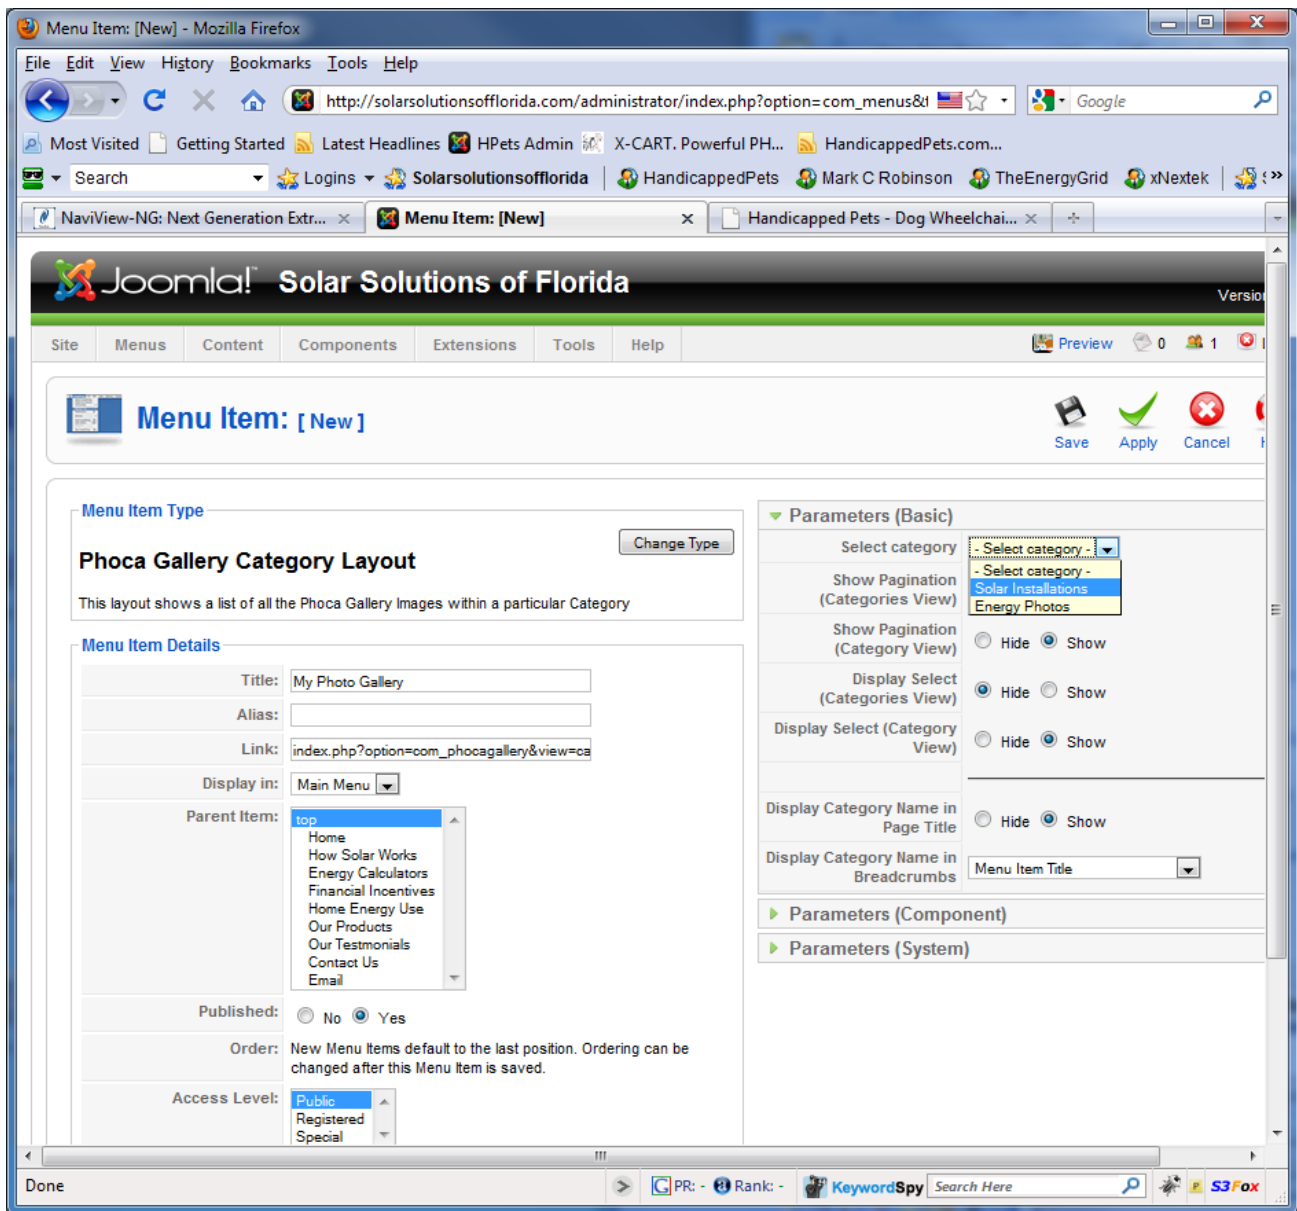 Menu Item: [New] - Mozilla Firefox
File Edit View History Bookmarks Tools Help
http://solarsolutionsofflorida.com/administrator/index.php?option=com_menus&t
Google
Most Visited Getting Started Latest Headlines HPets Admin X-CART. Powerful PH... HandicappedPets.com...
Search Logins Solarsolutionsofflorida HandicappedPets Mark C Robinson TheEnergyGrid xNextek
NaviView-NG: Next Generation Extr... Menu Item: [New] Handicapped Pets - Dog Wheelchai...
Joomla! Solar Solutions of Florida
Versio
Site Menus Content Components Extensions Tools Help Preview 0 1
Menu Item: [ New ]
Save Apply Cancel
Menu Item Type
Change Type
Phoca Gallery Category Layout
This layout shows a list of all the Phoca Gallery Images within a particular Category
Menu Item Details
Title: My Photo Gallery
Alias:
Link: index.php?option=com_phocagallery&view=ca
Display in: Main Menu
Parent Item: top
Home
How Solar Works
Energy Calculators
Financial Incentives
Home Energy Use
Our Products
Our Testmonials
Contact Us
Email
Published: No Yes
Order: New Menu Items default to the last position. Ordering can be
changed after this Menu Item is saved.
Access Level: Public
Registered
Special
Parameters (Basic)
Select category - Select category -
- Select category -
Solar Installations
Energy Photos
Show Pagination
(Categories View)
Show Pagination
(Category View) Hide Show
Display Select
(Categories View) Hide Show
Display Select (Category
View) Hide Show
Display Category Name in
Page Title Hide Show
Display Category Name in
Breadcrumbs Menu Item Title
Parameters (Component)
Parameters (System)
Done PR: - Rank: - KeywordSpy Search Here S3Fox